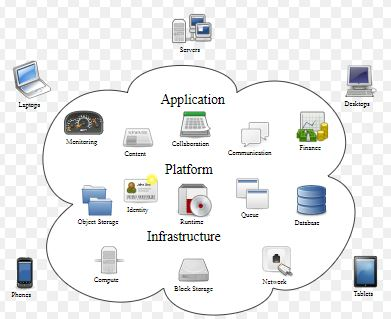 Servers
Laptops
Desktops
Application
Monitoring
Content
Collaboration
Communication
Finance
Platform
Object Storage
Identity
Runtime
Queue
Database
Infrastructure
Compute
Block Storage
Network
Phones
Tablets